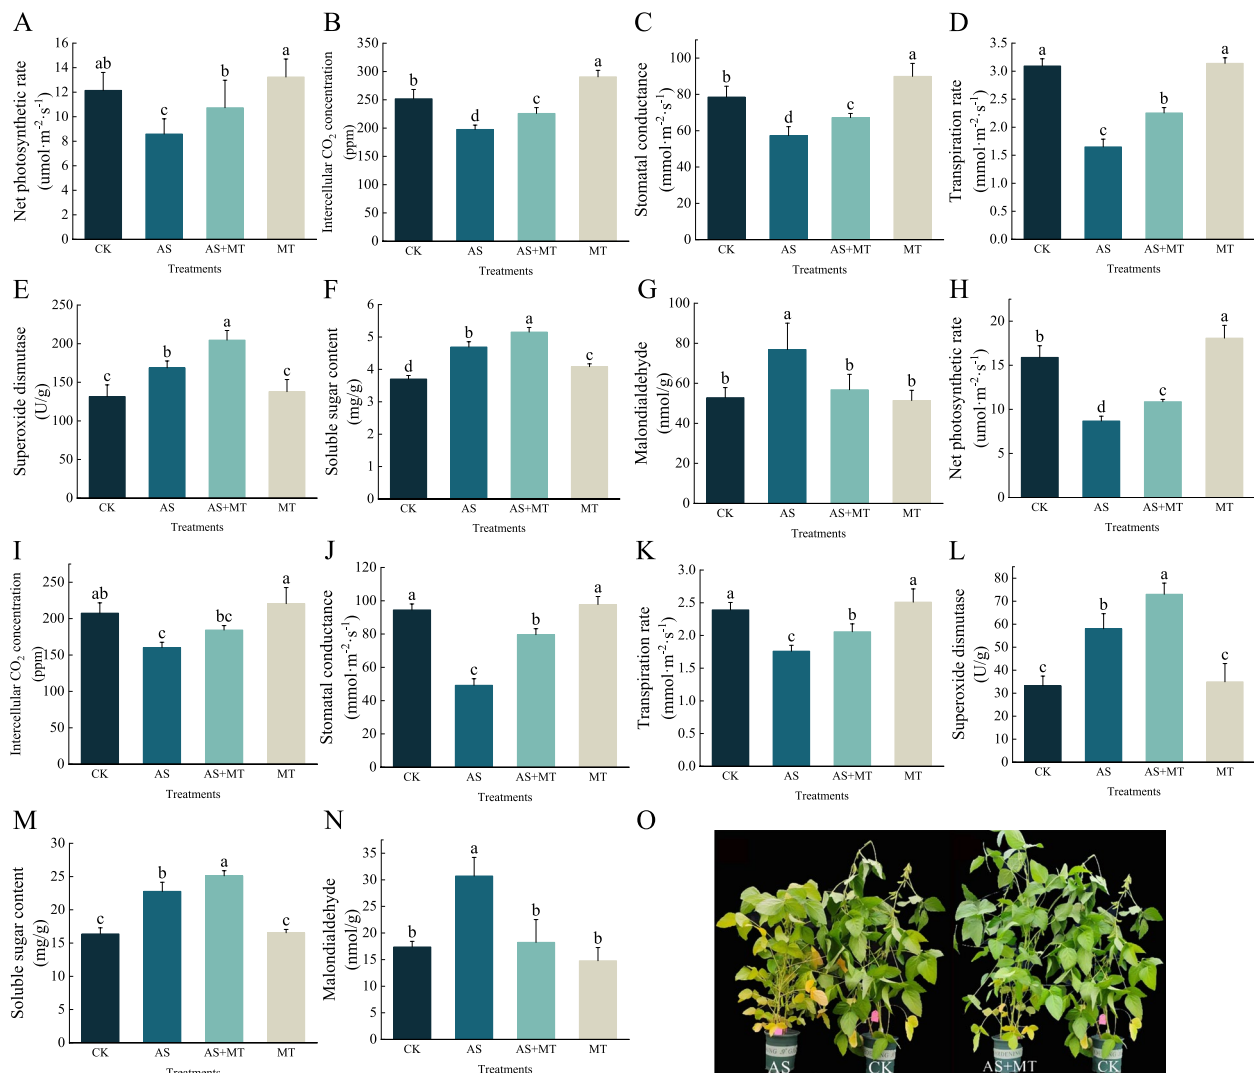 A
Net photosynthetic rate
(umol·m⁻²·s⁻¹)
16
14
12
10
8
6
4
2
0
ab
c
b
a
CK AS AS+MT MT
Treatments
B
Intercellular CO₂ concentration
(ppm)
350
300
250
200
150
100
50
0
b
d
c
a
CK AS AS+MT MT
Treatments
C
Stomatal conductance
(mmol·m⁻²·s⁻¹)
100
80
60
40
20
0
b
d
c
a
CK AS AS+MT MT
Treatments
D
Transpiration rate
(mmol·m⁻²·s⁻¹)
3.5
3.0
2.5
2.0
1.5
1.0
0.5
0.0
a
c
b
a
CK AS AS+MT MT
Treatments
E
Superoxide dismutase
(U/g)
250
200
150
100
50
0
c
b
a
c
CK AS AS+MT MT
Treatments
F
Soluble sugar content
(mg/g)
6
5
4
3
2
1
0
d
b
a
c
CK AS AS+MT MT
Treatments
G
Malondialdehyde
(nmol/g)
100
80
60
40
20
0
b
a
b
b
CK AS AS+MT MT
Treatments
H
Net photosynthetic rate
(umol·m⁻²·s⁻¹)
20
15
10
5
0
b
d
c
a
CK AS AS+MT MT
Treatments
I
Intercellular CO₂ concentration
(ppm)
250
200
150
100
50
0
ab
c
bc
a
CK AS AS+MT MT
Treatments
J
Stomatal conductance
(mmol·m⁻²·s⁻¹)
120
100
80
60
40
20
0
a
c
b
a
CK AS AS+MT MT
Treatments
K
Transpiration rate
(mmol·m⁻²·s⁻¹)
3.0
2.5
2.0
1.5
1.0
0.5
0.0
a
c
b
a
CK AS AS+MT MT
Treatments
L
Superoxide dismutase
(U/g)
80
70
60
50
40
30
20
10
0
c
b
a
c
CK AS AS+MT MT
Treatments
M
Soluble sugar content
(mg/g)
30
25
20
15
10
5
0
c
b
a
c
CK AS AS+MT MT
Treatments
N
Malondialdehyde
(nmol/g)
35
30
25
20
15
10
5
0
b
a
b
b
CK AS AS+MT MT
Treatments
O
AS CK AS+MT CK